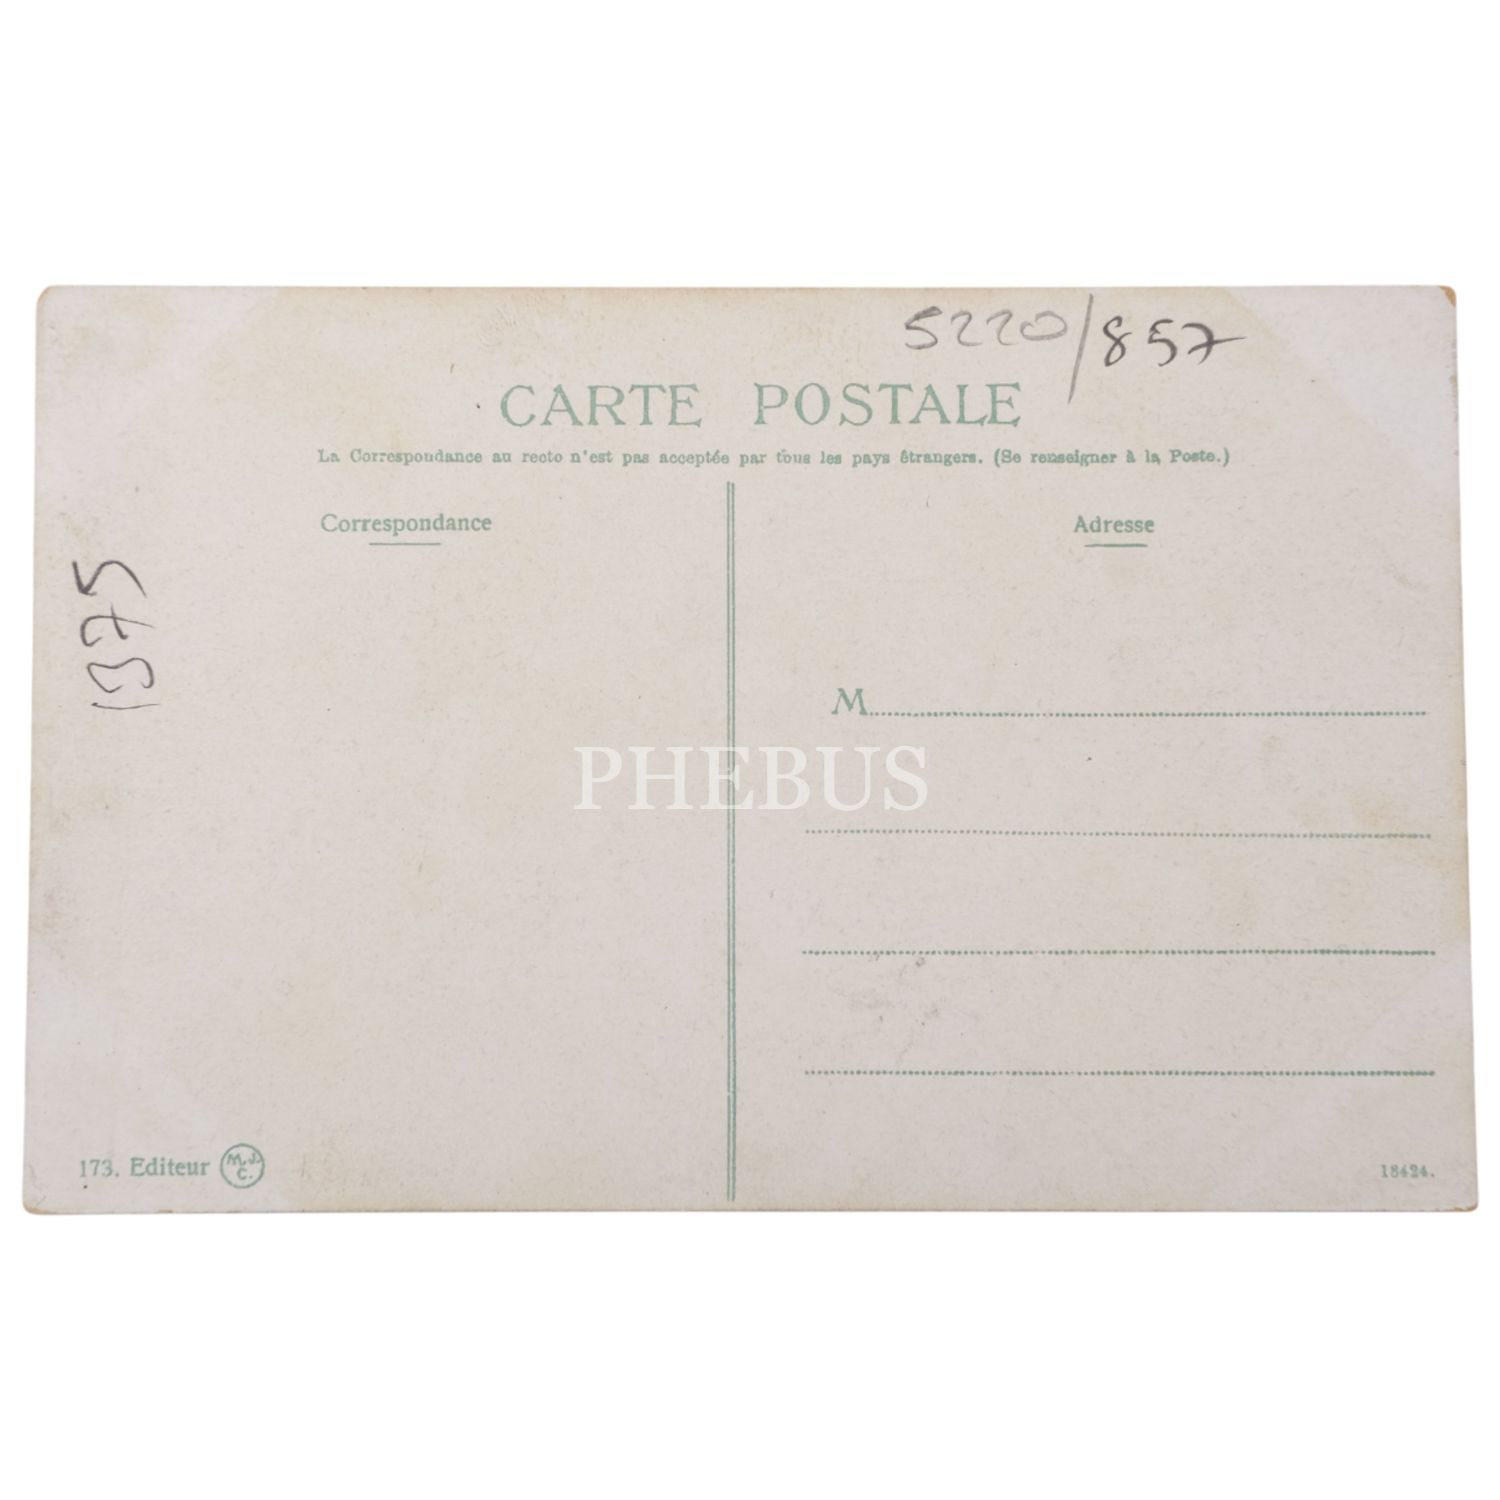 5220/857
CARTE POSTALE
La Correspondance au recto n'est pas acceptée par tous les pays étrangers. (Se renseigner à la Poste.)
Correspondance
Adresse
1375
M
PHEBUS
173. Editeur M. J. C.
18424.